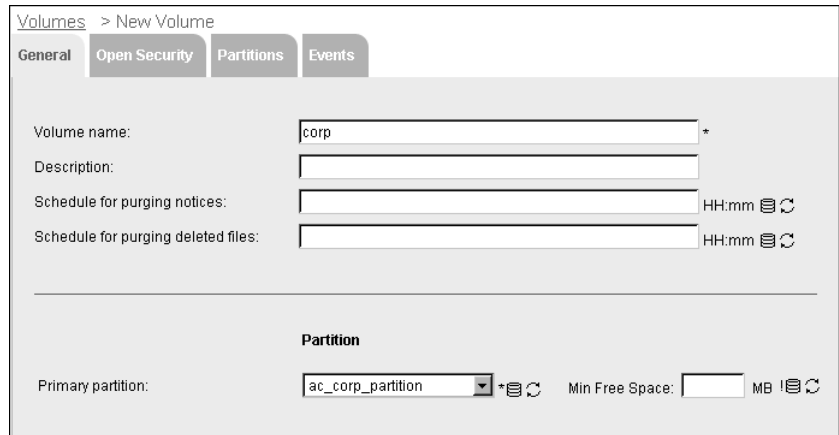 Volumes > New Volume
General Open Security Partitions Events
Volume name: corp *
Description:
Schedule for purging notices: HH:mm
Schedule for purging deleted files: HH:mm
Partition
Primary partition: ac_corp_partition * Min Free Space: MB !